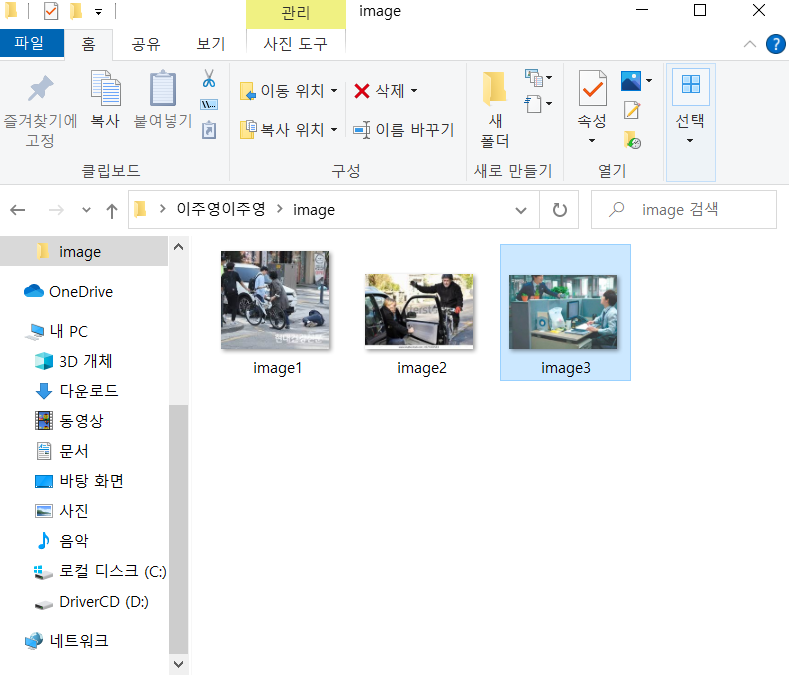 관리
image
파일
홈
공유
보기
사진 도구
즐겨찾기에
고정
복사
붙여넣기
클립보드
이동 위치
복사 위치
삭제
이름 바꾸기
구성
새
폴더
새로 만들기
속성
열기
선택
이주영이주영 > image
image 검색
image
OneDrive
내 PC
3D 개체
다운로드
동영상
문서
바탕 화면
사진
음악
로컬 디스크 (C:)
DriverCD (D:)
네트워크
image1
image2
image3